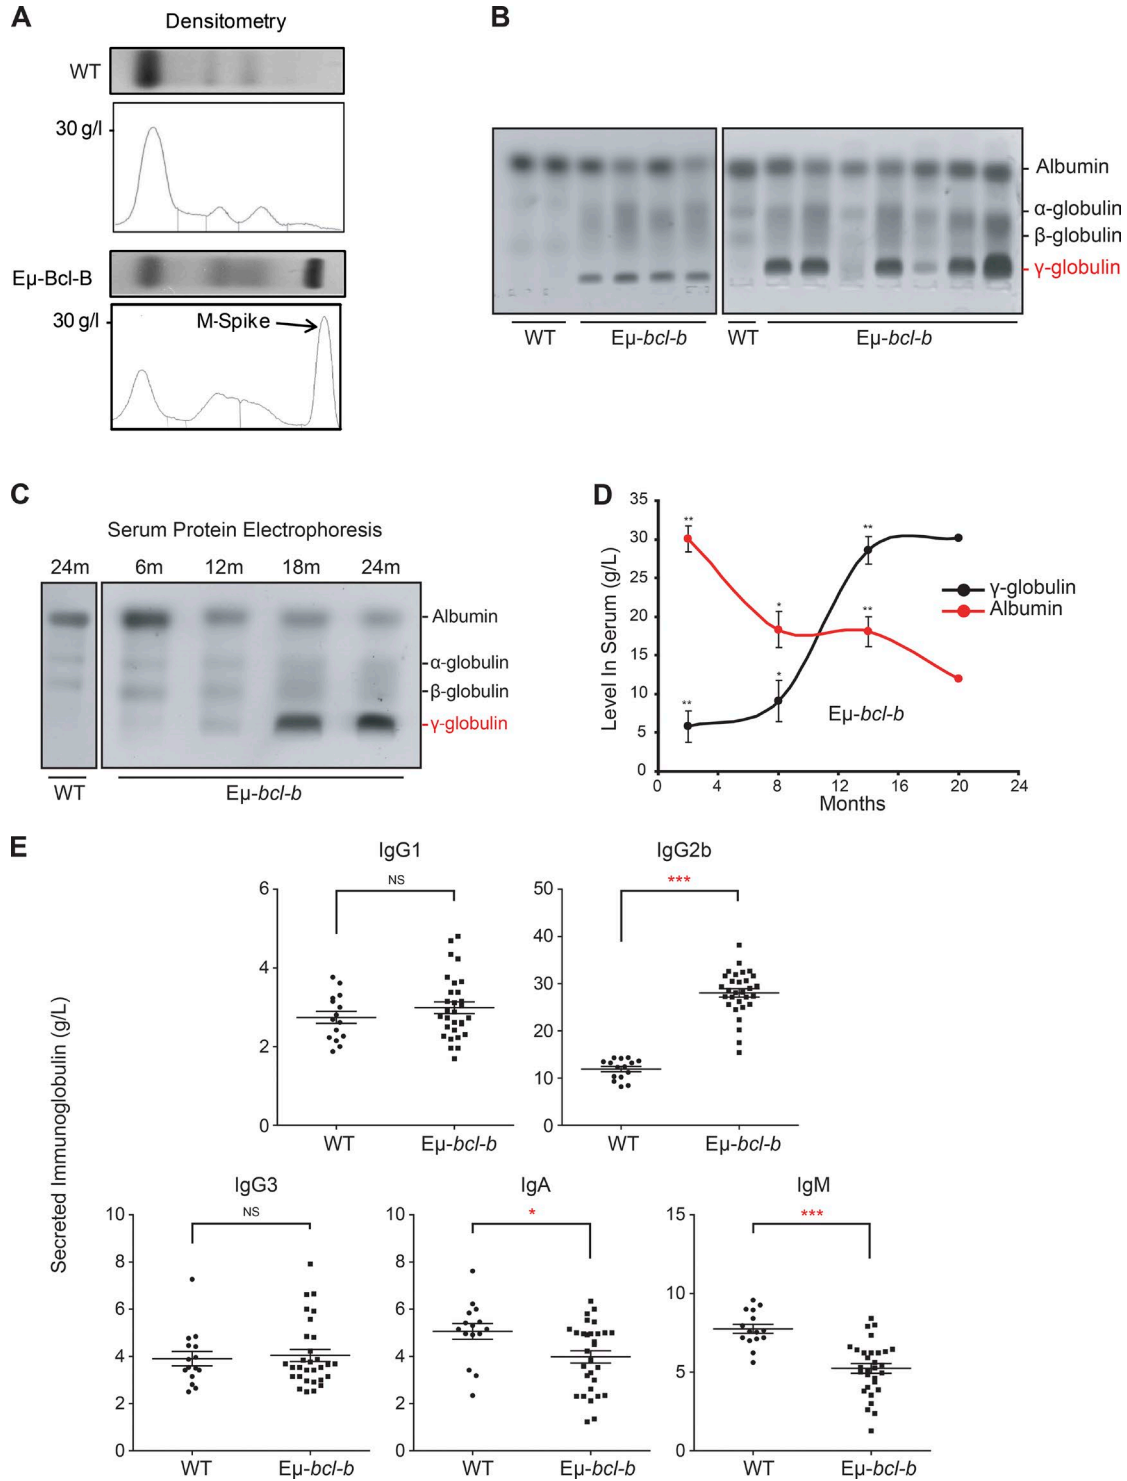 A
Densitometry
WT
30 g/l
Eμ-Bcl-B
30 g/l
M-Spike
B
Albumin
α-globulin
β-globulin
γ-globulin
WT
Eμ-bcl-b
WT
Eμ-bcl-b
C
Serum Protein Electrophoresis
24m 6m 12m 18m 24m
Albumin
α-globulin
β-globulin
γ-globulin
WT
Eμ-bcl-b
D
Level In Serum (g/L)
35
30
25
20
15
10
5
0
** ** * * ** **
γ-globulin
Albumin
Eμ-bcl-b
0 4 8 12 16 20 24
Months
E
Secreted Immunoglobulin (g/L)
IgG1
NS
6
4
2
0
WT Eμ-bcl-b
IgG2b
***
50
40
30
20
10
0
WT Eμ-bcl-b
IgG3
NS
10
8
6
4
2
0
WT Eμ-bcl-b
IgA
*
10
8
6
4
2
0
WT Eμ-bcl-b
IgM
***
15
10
5
0
WT Eμ-bcl-b